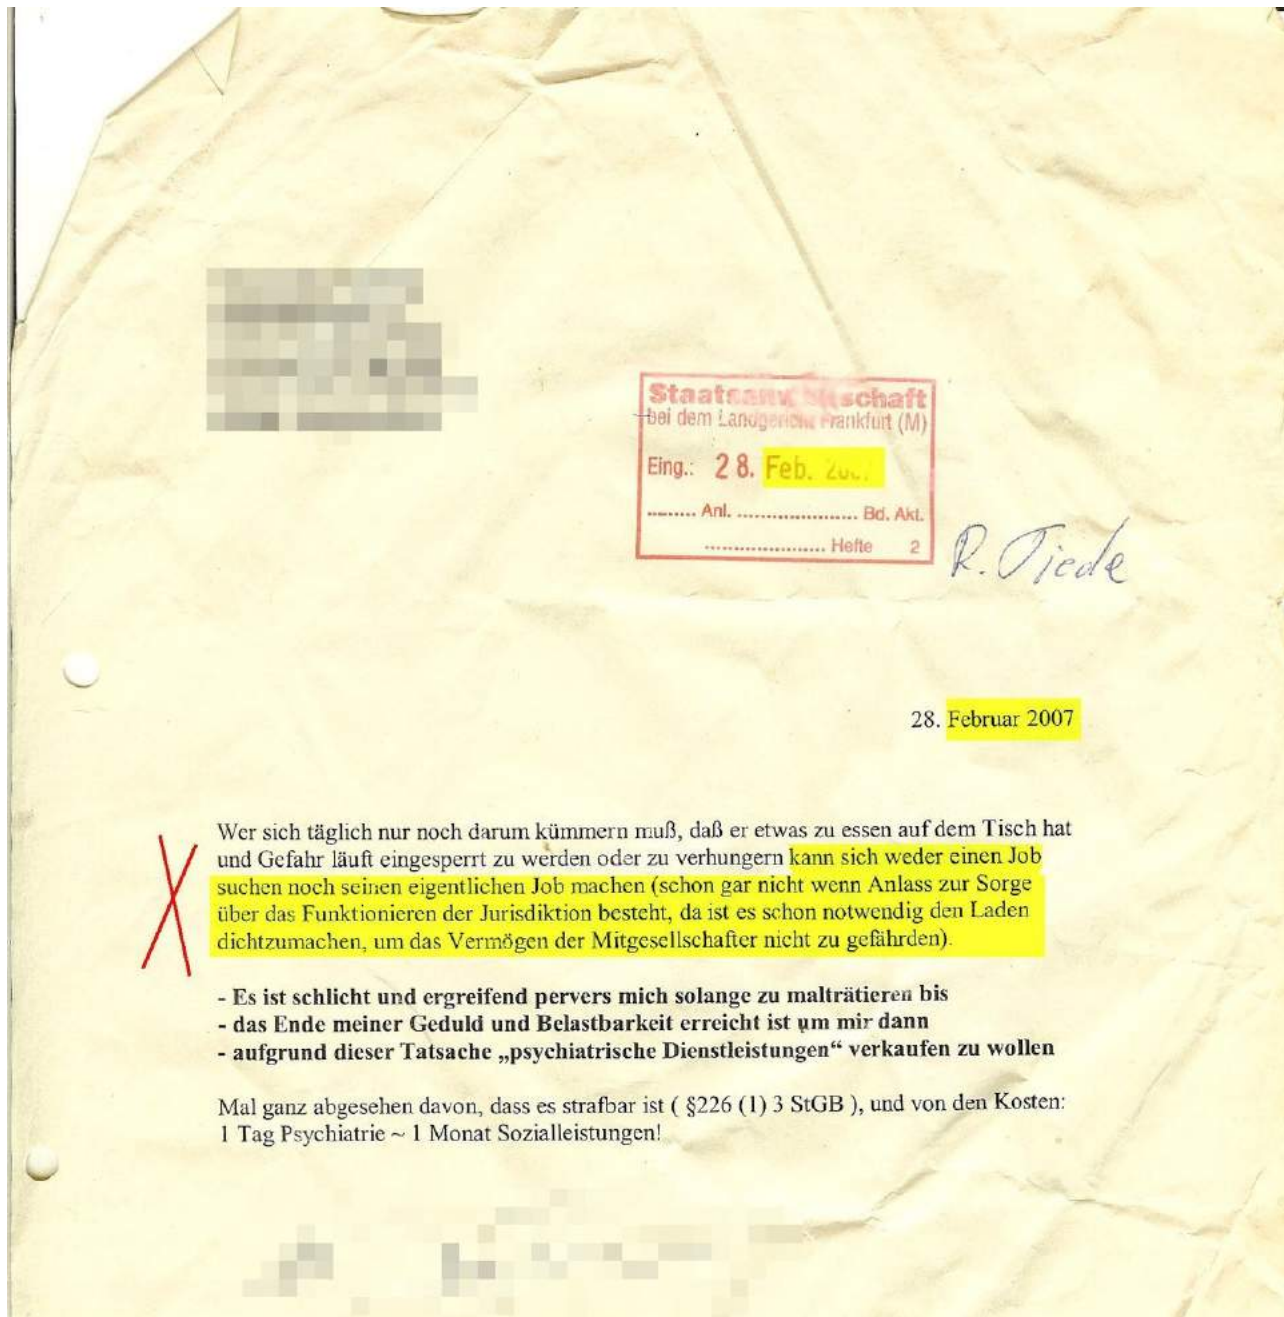 Staatsanwaltschaft
bei dem Landgericht Frankfurt (M)
Eing.: 28. Feb.
......... Anl. ...................... Bd. Akt.
...................... Hefte 2
R. Tiede
28. Februar 2007
Wer sich täglich nur noch darum kümmern muß, daß er etwas zu essen auf dem Tisch hat
und Gefahr läuft eingesperrt zu werden oder zu verhungern kann sich weder einen Job
suchen noch seinen eigentlichen Job machen (schon gar nicht wenn Anlass zur Sorge
über das Funktionieren der Jurisdiktion besteht, da ist es schon notwendig den Laden
dichtzumachen, um das Vermögen der Mitgesellschafter nicht zu gefährden).
- Es ist schlicht und ergreifend pervers mich solange zu malträtieren bis
- das Ende meiner Geduld und Belastbarkeit erreicht ist um mir dann
- aufgrund dieser Tatsache „psychiatrische Dienstleistungen“ verkaufen zu wollen
Mal ganz abgesehen davon, dass es strafbar ist ( §226 (1) 3 StGB ), und von den Kosten:
1 Tag Psychiatrie ~ 1 Monat Sozialleistungen!